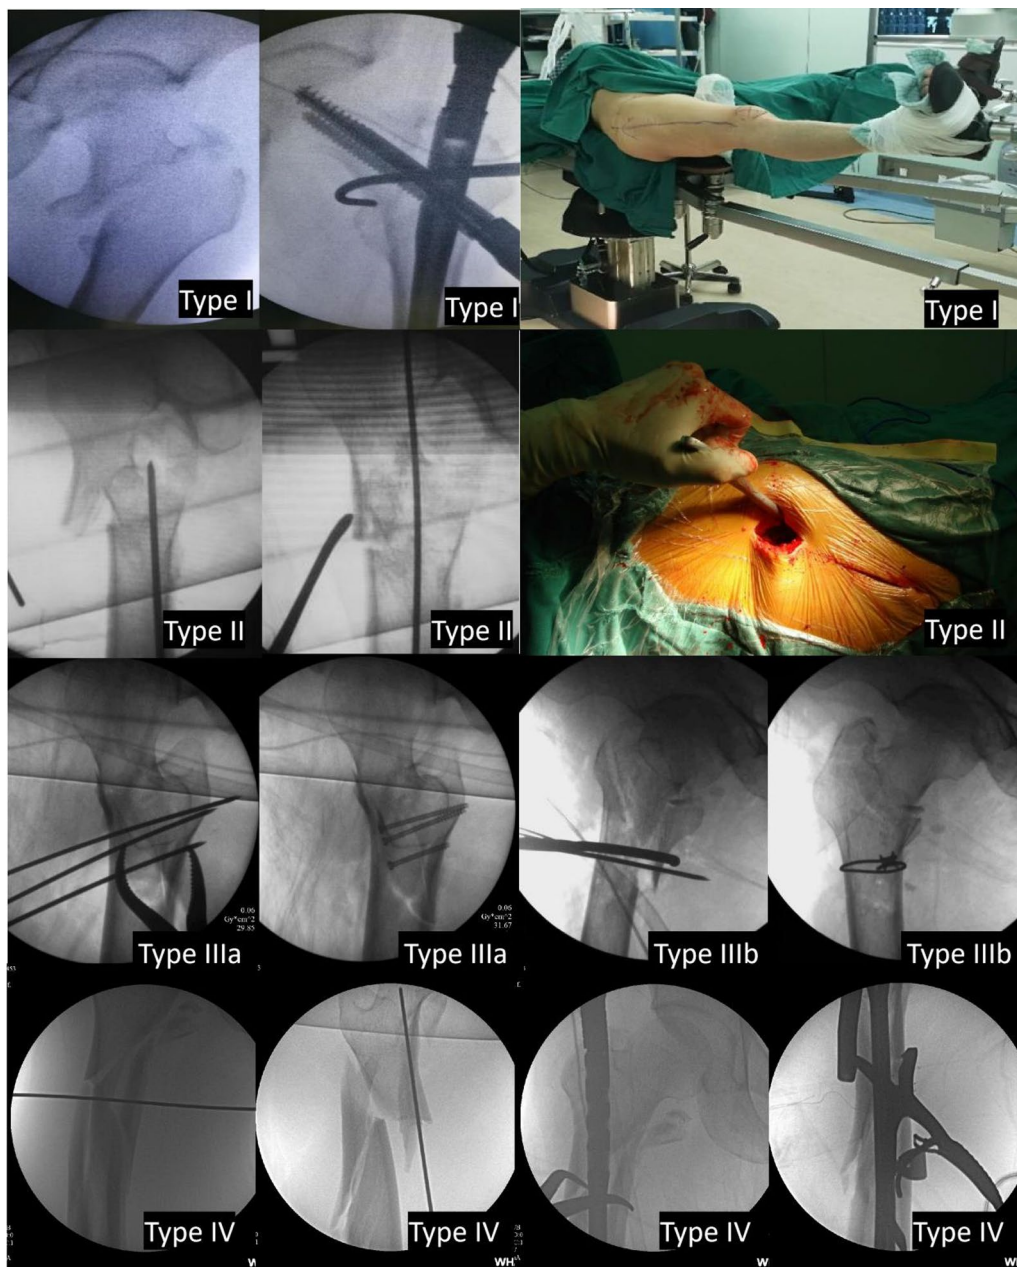 Type I
Type I
Type I
Type II
Type II
Type II
0.06
Gy*cm^2
29.85
Type IIIa
0.06
Gy*cm^2
31.67
Type IIIa
Type IIIb
Type IIIb
Type IV
Type IV
WH
Type IV
W
Type IV